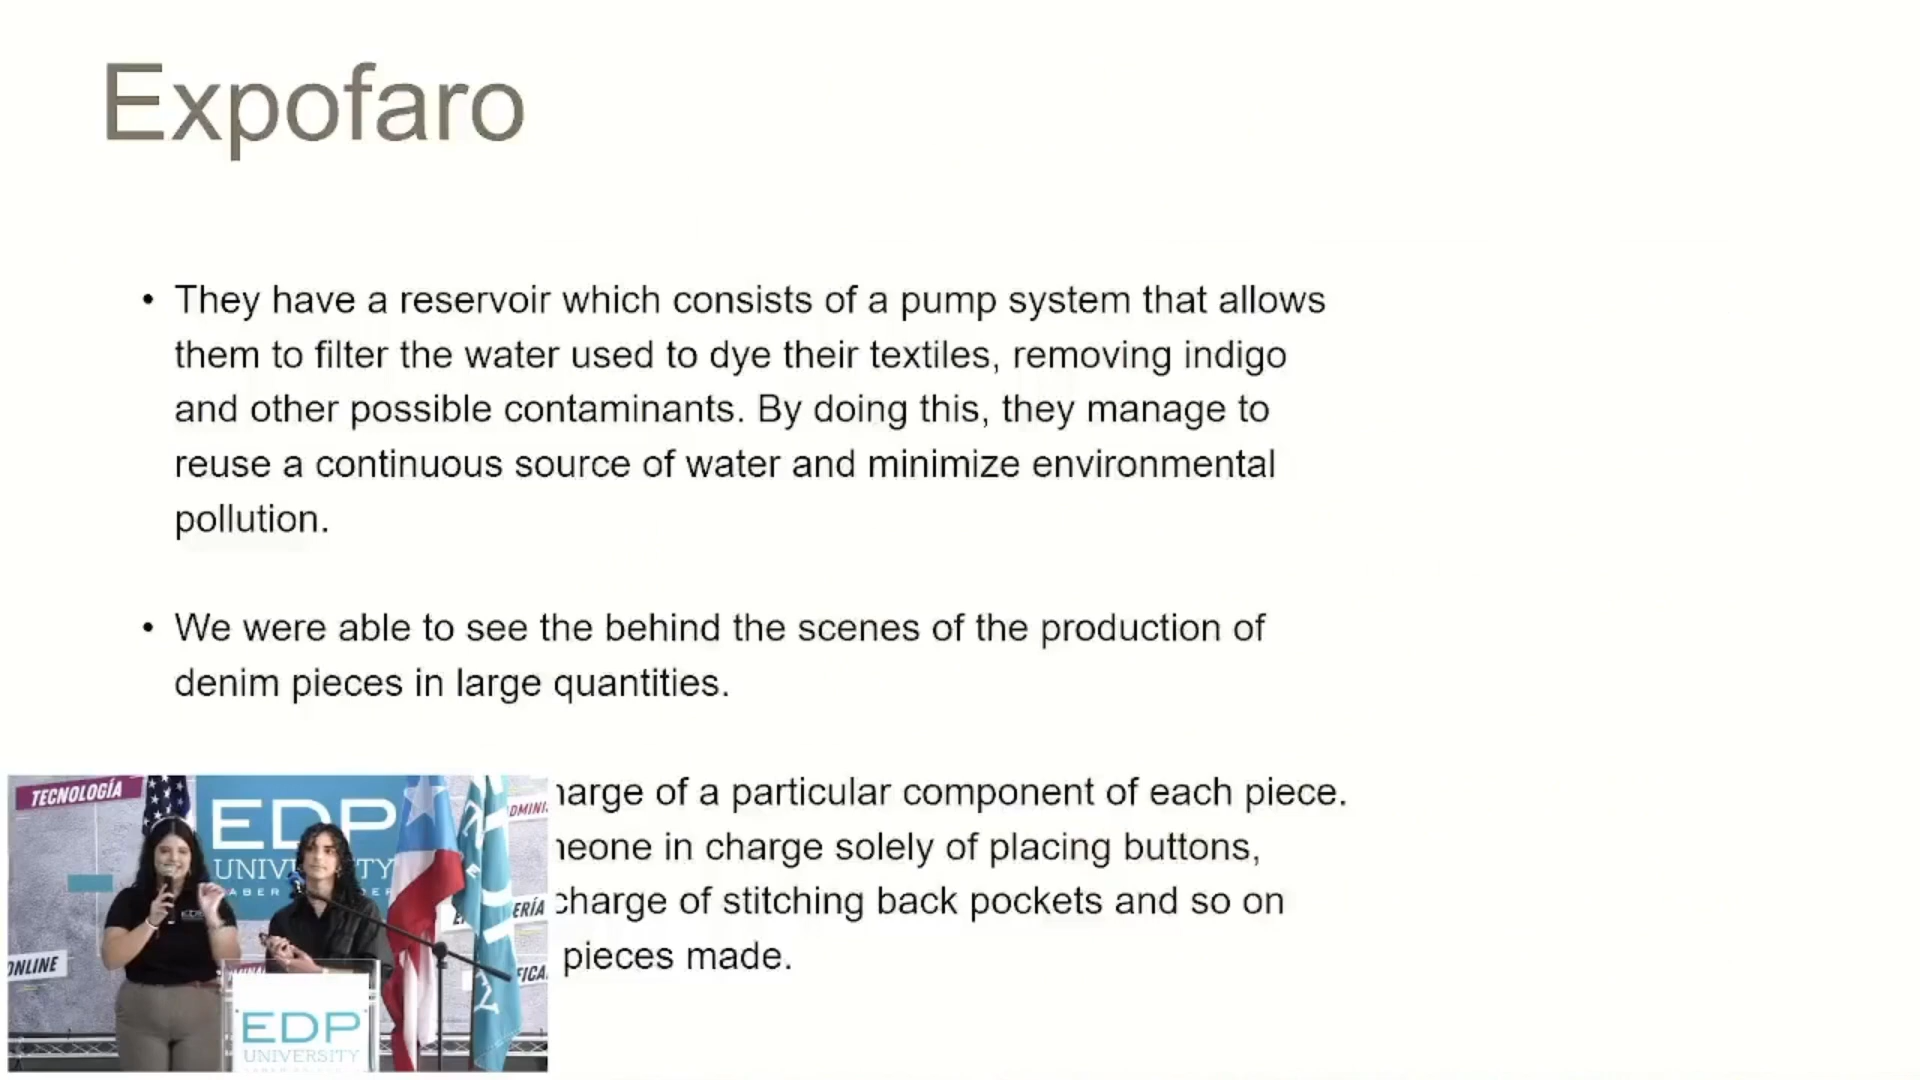 Expofaro
• They have a reservoir which consists of a pump system that allows
them to filter the water used to dye their textiles, removing indigo
and other possible contaminants. By doing this, they manage to
reuse a continuous source of water and minimize environmental
pollution.
• We were able to see the behind the scenes of the production of
denim pieces in large quantities.
of a particular component of each piece.
in charge solely of placing buttons,
charge of stitching back pockets and so on
pieces made.
TECNOLOGÍA
EDP
UNIVERSITY
ONLINE
EDP
UNIVERSITY